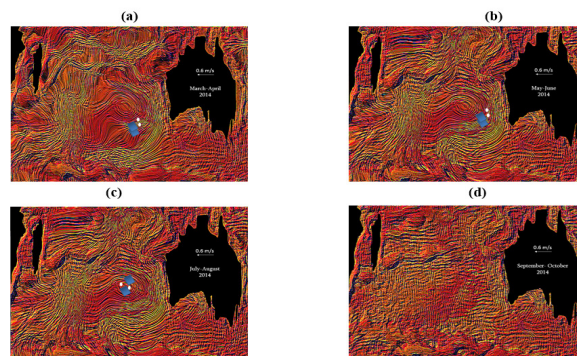 (a)
0.6 m/s
March-April
2014
(b)
0.6 m/s
May-June
2014
(c)
0.6 m/s
July-August
2014
(d)
0.6 m/s
September-October
2014